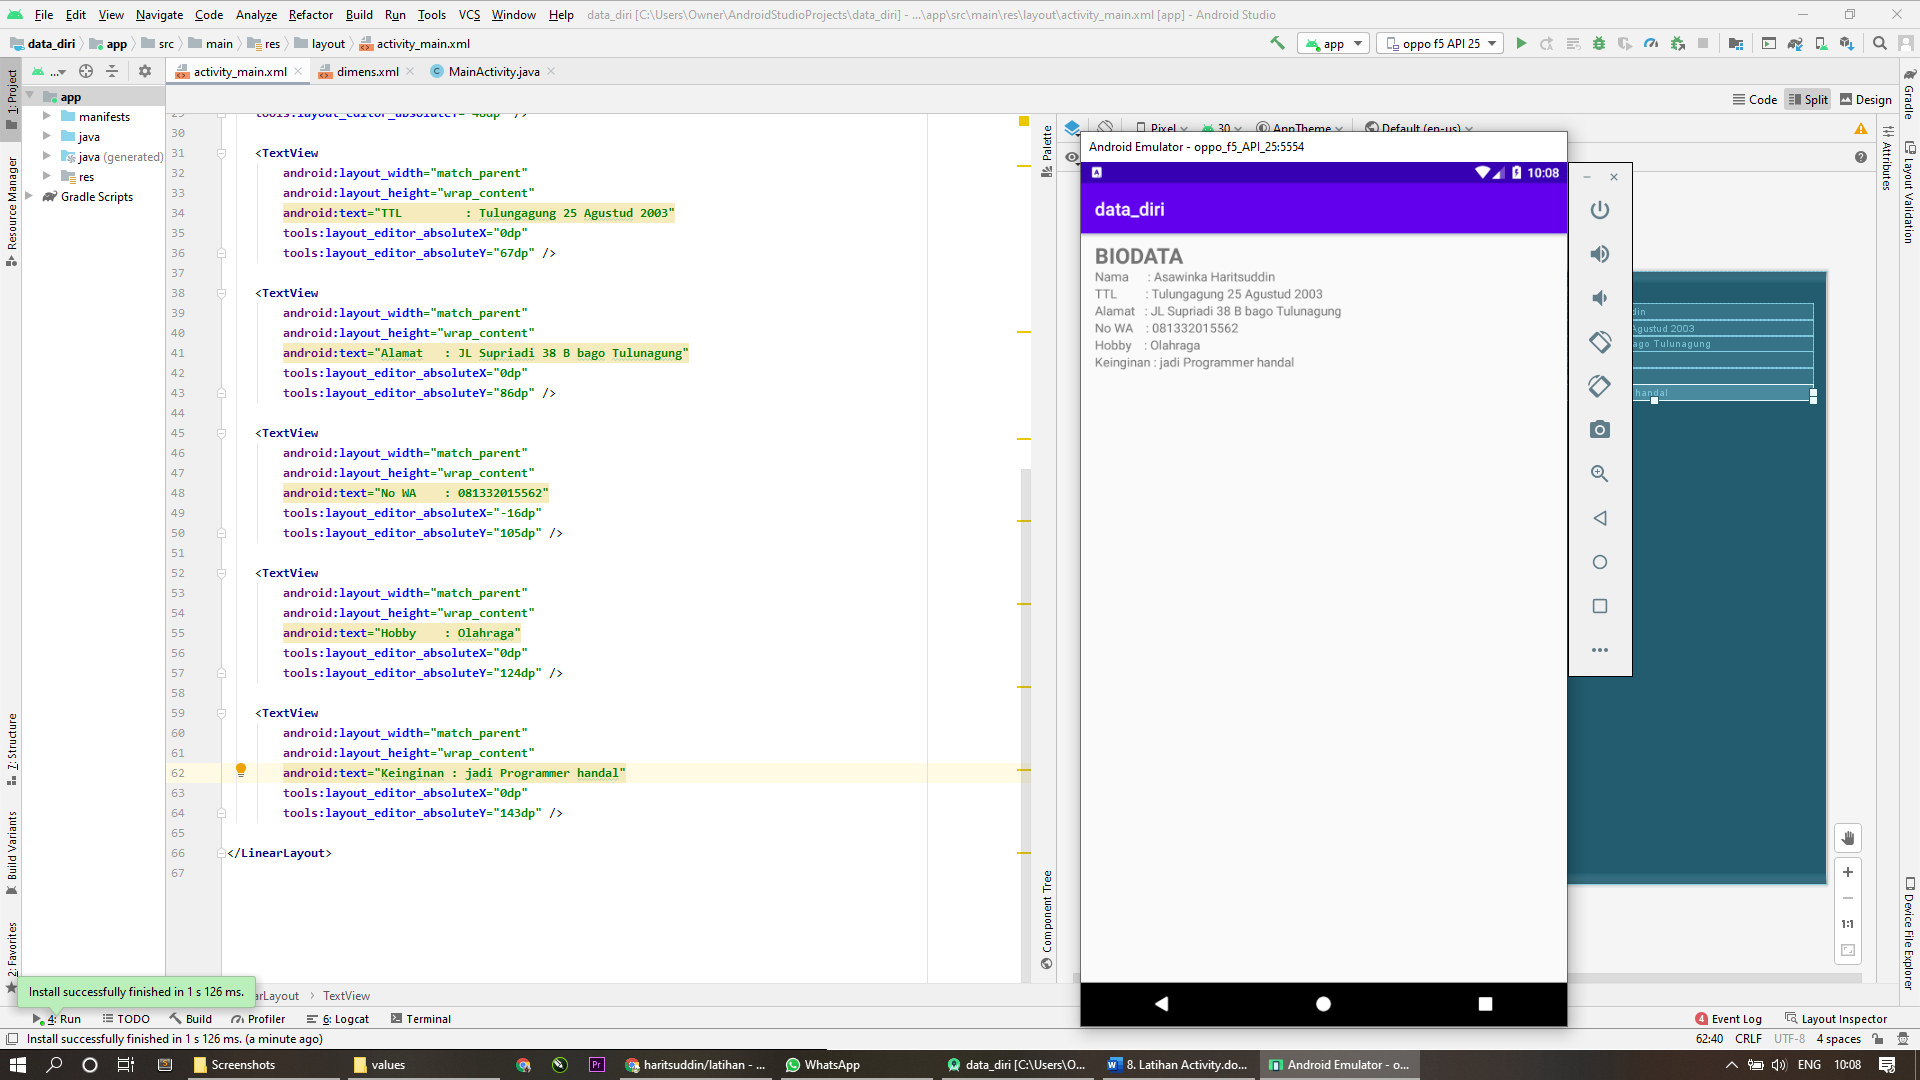 File Edit View Navigate Code Analyze Refactor Build Run Tools VCS Window Help data_diri [C:\Users\Owner\AndroidStudioProjects\data_diri] - ...\app\src\main\res\layout\activity_main.xml [app] - Android Studio
data_diri app src main res layout activity_main.xml app oppo f5 API 25
... activity_main.xml dimens.xml MainActivity.java
1: Project
Resource Manager
7: Structure
Build Variants
2: Favorites
app
manifests
java
java (generated)
res
Gradle Scripts
Code Split Design
Palette
Pixel 30 AppTheme Default (en-us)
Component Tree
Gradle
Attributes
Layout Validation
Device File Explorer
tools:layout_editor_absoluteY="48dp" />
30
31 <TextView
32 android:layout_width="match_parent"
33 android:layout_height="wrap_content"
34 android:text="TTL         : Tulungagung 25 Agustud 2003"
35 tools:layout_editor_absoluteX="0dp"
36 tools:layout_editor_absoluteY="67dp" />
37
38 <TextView
39 android:layout_width="match_parent"
40 android:layout_height="wrap_content"
41 android:text="Alamat   : JL Supriadi 38 B bago Tulunagung"
42 tools:layout_editor_absoluteX="0dp"
43 tools:layout_editor_absoluteY="86dp" />
44
45 <TextView
46 android:layout_width="match_parent"
47 android:layout_height="wrap_content"
48 android:text="No WA    : 081332015562"
49 tools:layout_editor_absoluteX="-16dp"
50 tools:layout_editor_absoluteY="105dp" />
51
52 <TextView
53 android:layout_width="match_parent"
54 android:layout_height="wrap_content"
55 android:text="Hobby    : Olahraga"
56 tools:layout_editor_absoluteX="0dp"
57 tools:layout_editor_absoluteY="124dp" />
58
59 <TextView
60 android:layout_width="match_parent"
61 android:layout_height="wrap_content"
62 android:text="Keinginan : jadi Programmer handal"
63 tools:layout_editor_absoluteX="0dp"
64 tools:layout_editor_absoluteY="143dp" />
65
66 </LinearLayout>
67
Android Emulator - oppo_f5_API_25:5554
10:08
data_diri
BIODATA
Nama : Asawinka Haritsuddin
TTL : Tulungagung 25 Agustud 2003
Alamat : JL Supriadi 38 B bago Tulunagung
No WA : 081332015562
Hobby : Olahraga
Keinginan : jadi Programmer handal
din
Agustud 2003
ago Tulunagung
handal
1:1
Install successfully finished in 1 s 126 ms.
earLayout › TextView
4: Run TODO Build Profiler 6: Logcat Terminal 4 Event Log Layout Inspector
Install successfully finished in 1 s 126 ms. (a minute ago) 62:40 CRLF UTF-8 4 spaces
Screenshots values Pr haritsuddin/latihan - ... WhatsApp data_diri [C:\Users\O... 8. Latihan Activity.do... Android Emulator - o... ENG 10:08